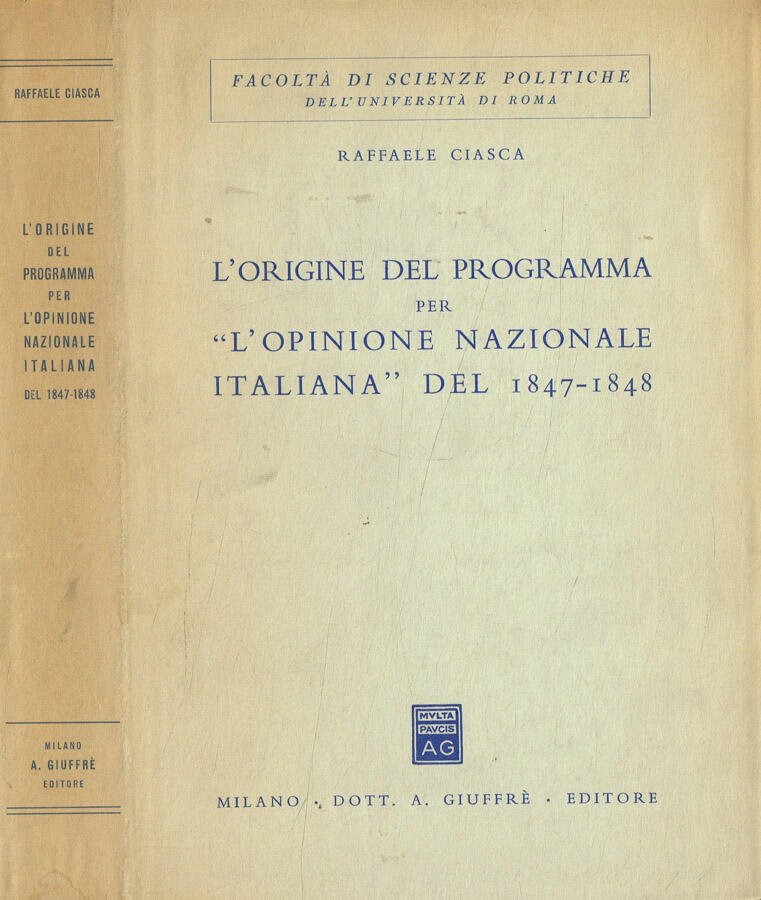 RAFFAELE CIASCA
L'ORIGINE
DEL
PROGRAMMA
PER
L'OPINIONE
NAZIONALE
ITALIANA
DEL 1847-1848
MILANO
A. GIUFFRÈ
EDITORE
FACOLTÀ DI SCIENZE POLITICHE
DELL'UNIVERSITÀ DI ROMA
RAFFAELE CIASCA
L'ORIGINE DEL PROGRAMMA
PER
“L'OPINIONE NAZIONALE
ITALIANA” DEL 1847-1848
MVLTA
PAVCIS
AG
MILANO · DOTT. A. GIUFFRÈ · EDITORE